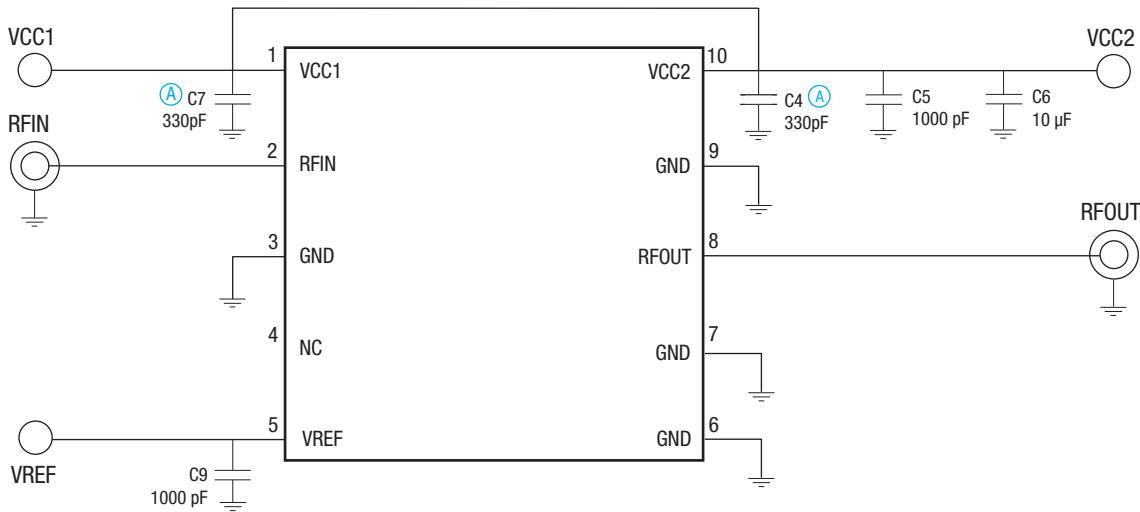 VCC1
1
VCC1
10
VCC2
VCC2
A C7
330pF
C4 A
330pF
C5
1000 pF
C6
10 µF
RFIN
2
RFIN
9
GND
3
GND
8
RFOUT
RFOUT
4
NC
7
GND
5
VREF
6
GND
VREF
C9
1000 pF